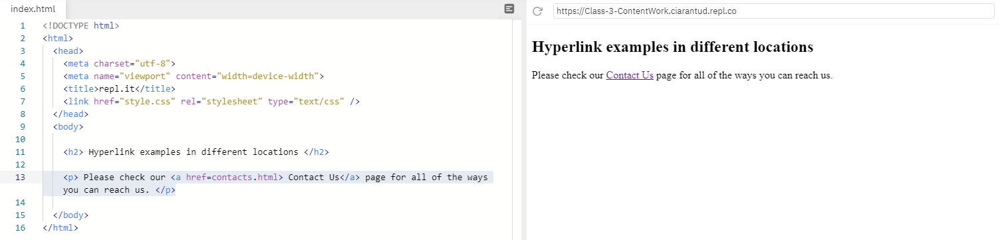 index.html
1 <!DOCTYPE html>
2 <html>
3 <head>
4 <meta charset="utf-8">
5 <meta name="viewport" content="width=device-width">
6 <title>repl.it</title>
7 <link href="style.css" rel="stylesheet" type="text/css" />
8 </head>
9 <body>
10
11 <h2> Hyperlink examples in different locations </h2>
12
13 <p> Please check our <a href=contacts.html> Contact Us</a> page for all of the ways
you can reach us. </p>
14
15 </body>
16 </html>
https://Class-3-ContentWork.ciarantud.repl.co
Hyperlink examples in different locations
Please check our Contact Us page for all of the ways you can reach us.